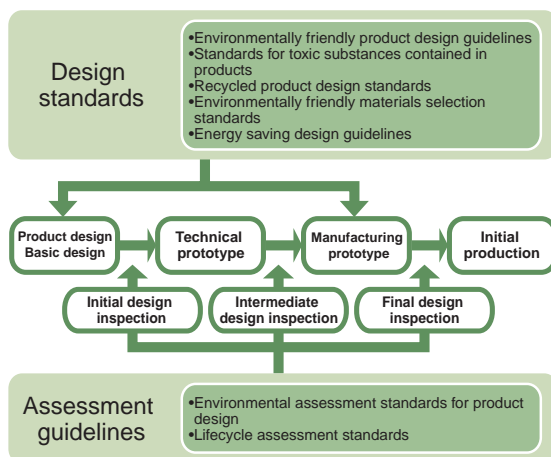 Design
standards
•Environmentally friendly product design guidelines
•Standards for toxic substances contained in
products
•Recycled product design standards
•Environmentally friendly materials selection
standards
•Energy saving design guidelines
Product design
Basic design
Technical
prototype
Manufacturing
prototype
Initial
production
Initial design
inspection
Intermediate
design inspection
Final design
inspection
Assessment
guidelines
•Environmental assessment standards for product
design
•Lifecycle assessment standards